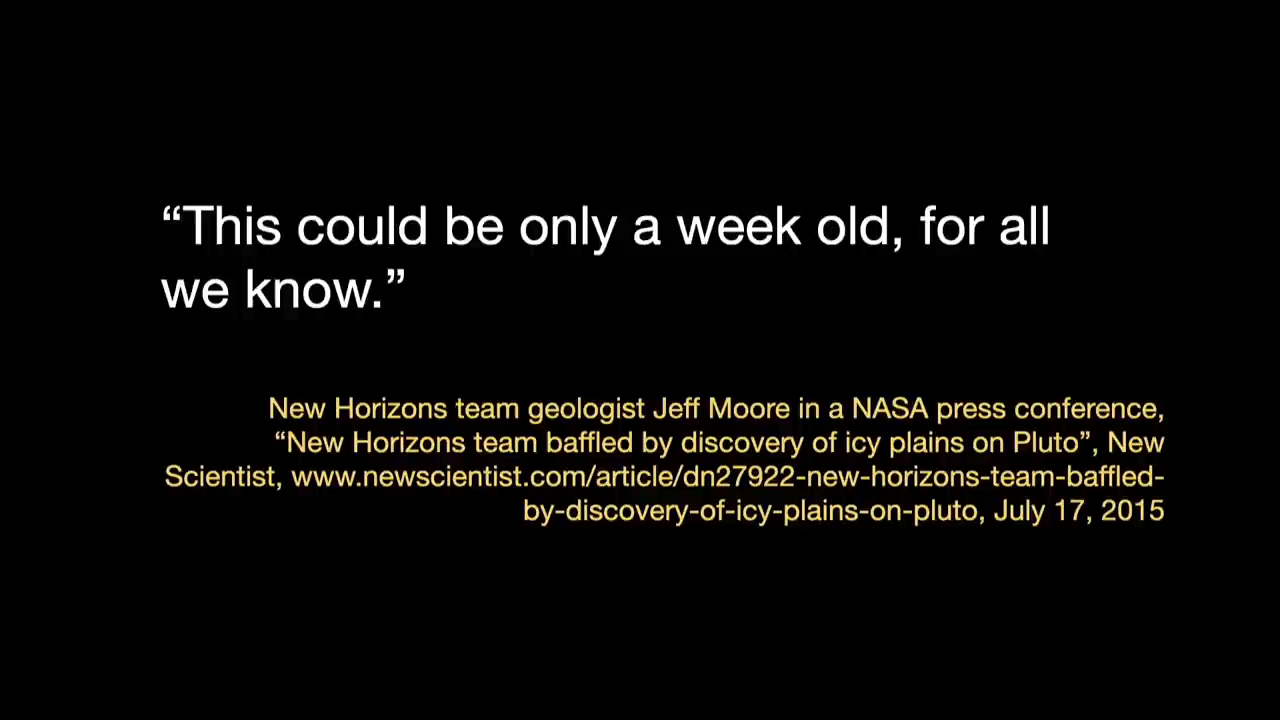 “This could be only a week old, for all
we know.”
New Horizons team geologist Jeff Moore in a NASA press conference,
“New Horizons team baffled by discovery of icy plains on Pluto”, New
Scientist, www.newscientist.com/article/dn27922-new-horizons-team-baffled-
by-discovery-of-icy-plains-on-pluto, July 17, 2015